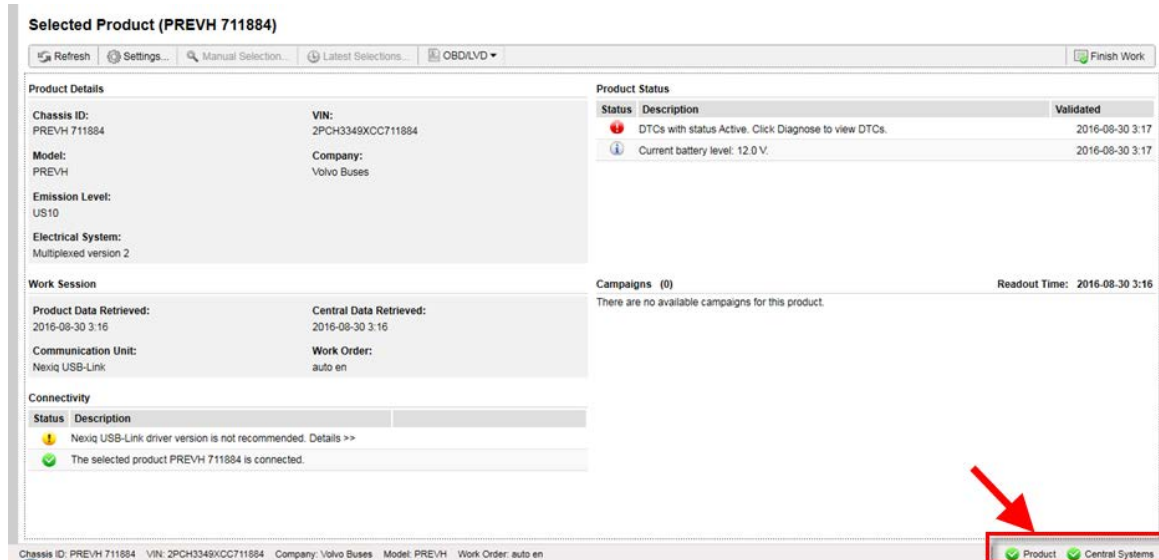 Selected Product (PREVH 711884)
Refresh Settings... Manual Selection... Latest Selections... OBD/LVD Finish Work
Product Details
Chassis ID: VIN:
PREVH 711884 2PCH3349XCC711884
Model: Company:
PREVH Volvo Buses
Emission Level:
US10
Electrical System:
Multiplexed version 2
Product Status
Status Description Validated
DTCs with status Active. Click Diagnose to view DTCs. 2016-08-30 3:17
Current battery level: 12.0 V. 2016-08-30 3:17
Work Session
Product Data Retrieved: Central Data Retrieved:
2016-08-30 3:16 2016-08-30 3:16
Communication Unit: Work Order:
Nexiq USB-Link auto en
Campaigns (0) Readout Time: 2016-08-30 3:16
There are no available campaigns for this product.
Connectivity
Status Description
Nexiq USB-Link driver version is not recommended. Details >>
The selected product PREVH 711884 is connected.
Chassis ID: PREVH 711884 VIN: 2PCH3349XCC711884 Company: Volvo Buses Model: PREVH Work Order: auto en Product Central Systems